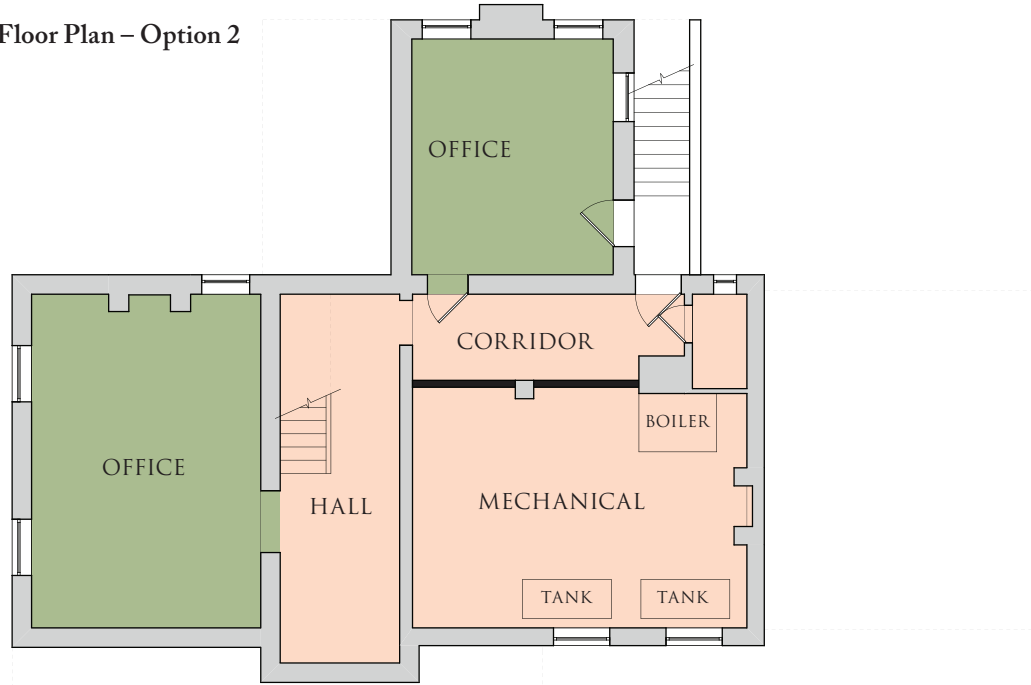 Floor Plan – Option 2
OFFICE
CORRIDOR
BOILER
OFFICE
HALL
MECHANICAL
TANK
TANK